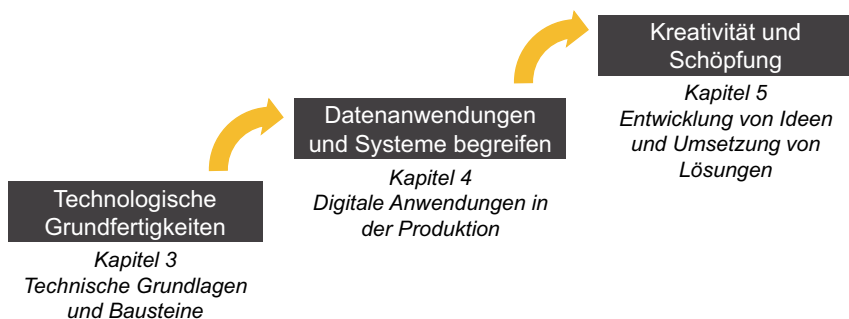 Technologische
Grundfertigkeiten
Kapitel 3
Technische Grundlagen
und Bausteine
Datenanwendungen
und Systeme begreifen
Kapitel 4
Digitale Anwendungen in
der Produktion
Kreativität und
Schöpfung
Kapitel 5
Entwicklung von Ideen
und Umsetzung von
Lösungen